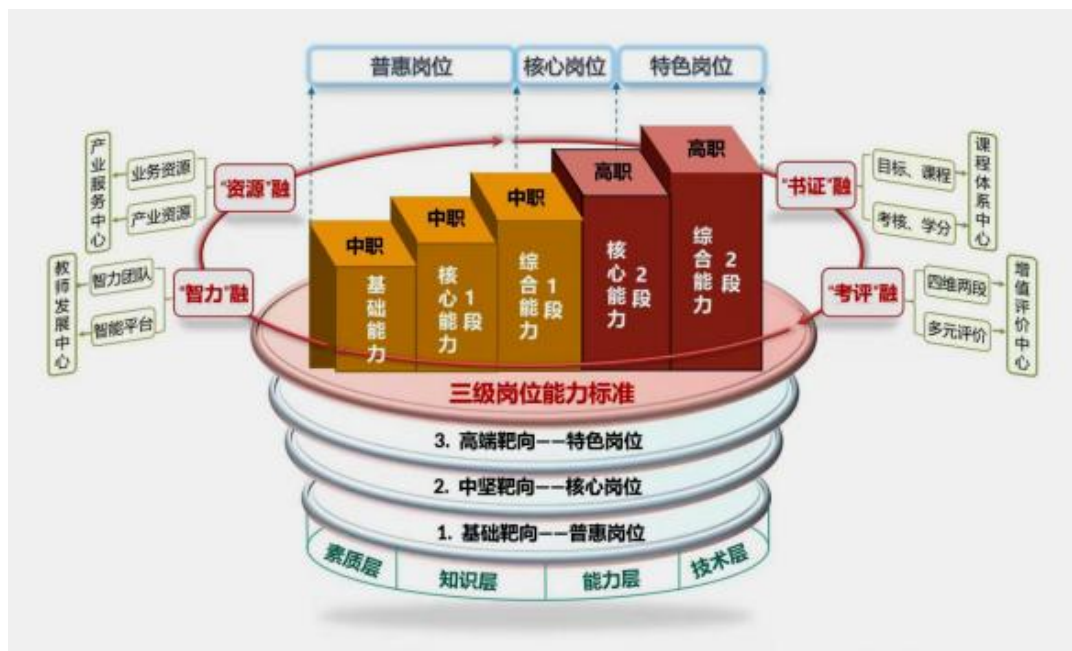 普惠岗位
核心岗位
特色岗位
产业服务中心
业务资源
产业资源
“资源”融
教师发展中心
智力团队
智能平台
“智力”融
中职
基础能力
中职
核心能力
1段
中职
综合能力
1段
高职
核心能力
2段
高职
综合能力
2段
“书证”融
目标、课程
考核、学分
课程体系中心
“考评”融
四维两段
多元评价
增值评价中心
三级岗位能力标准
3. 高端靶向——特色岗位
2. 中坚靶向——核心岗位
1. 基础靶向——普惠岗位
素质层
知识层
能力层
技术层